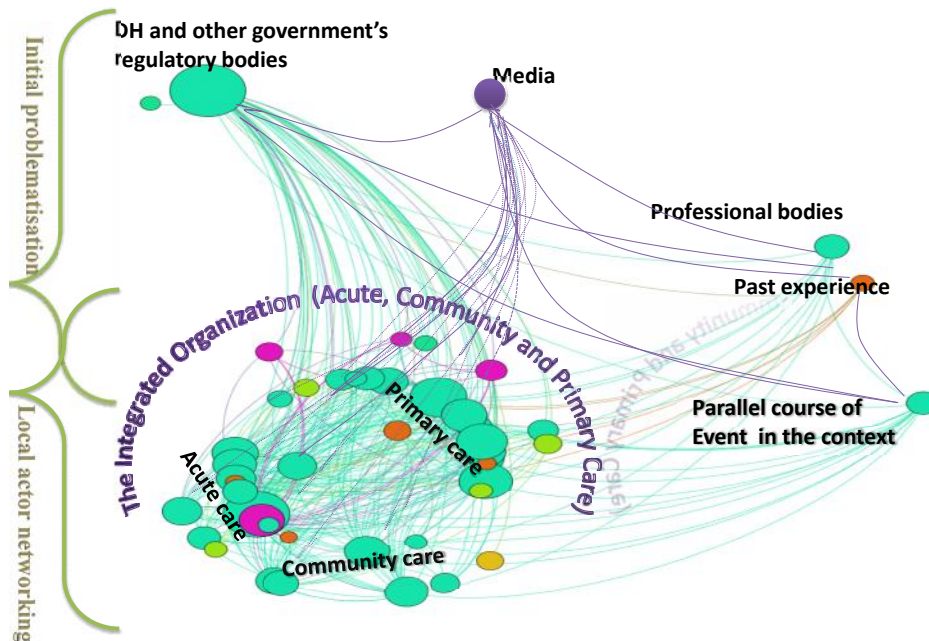 DH and other government's
regulatory bodies
Media
Initial problematisation
Professional bodies
Past experience
The Integrated Organization (Acute, Community and Primary Care)
Parallel course of
Event in the context
Primary care
Acute care
Community care
Local actor networking